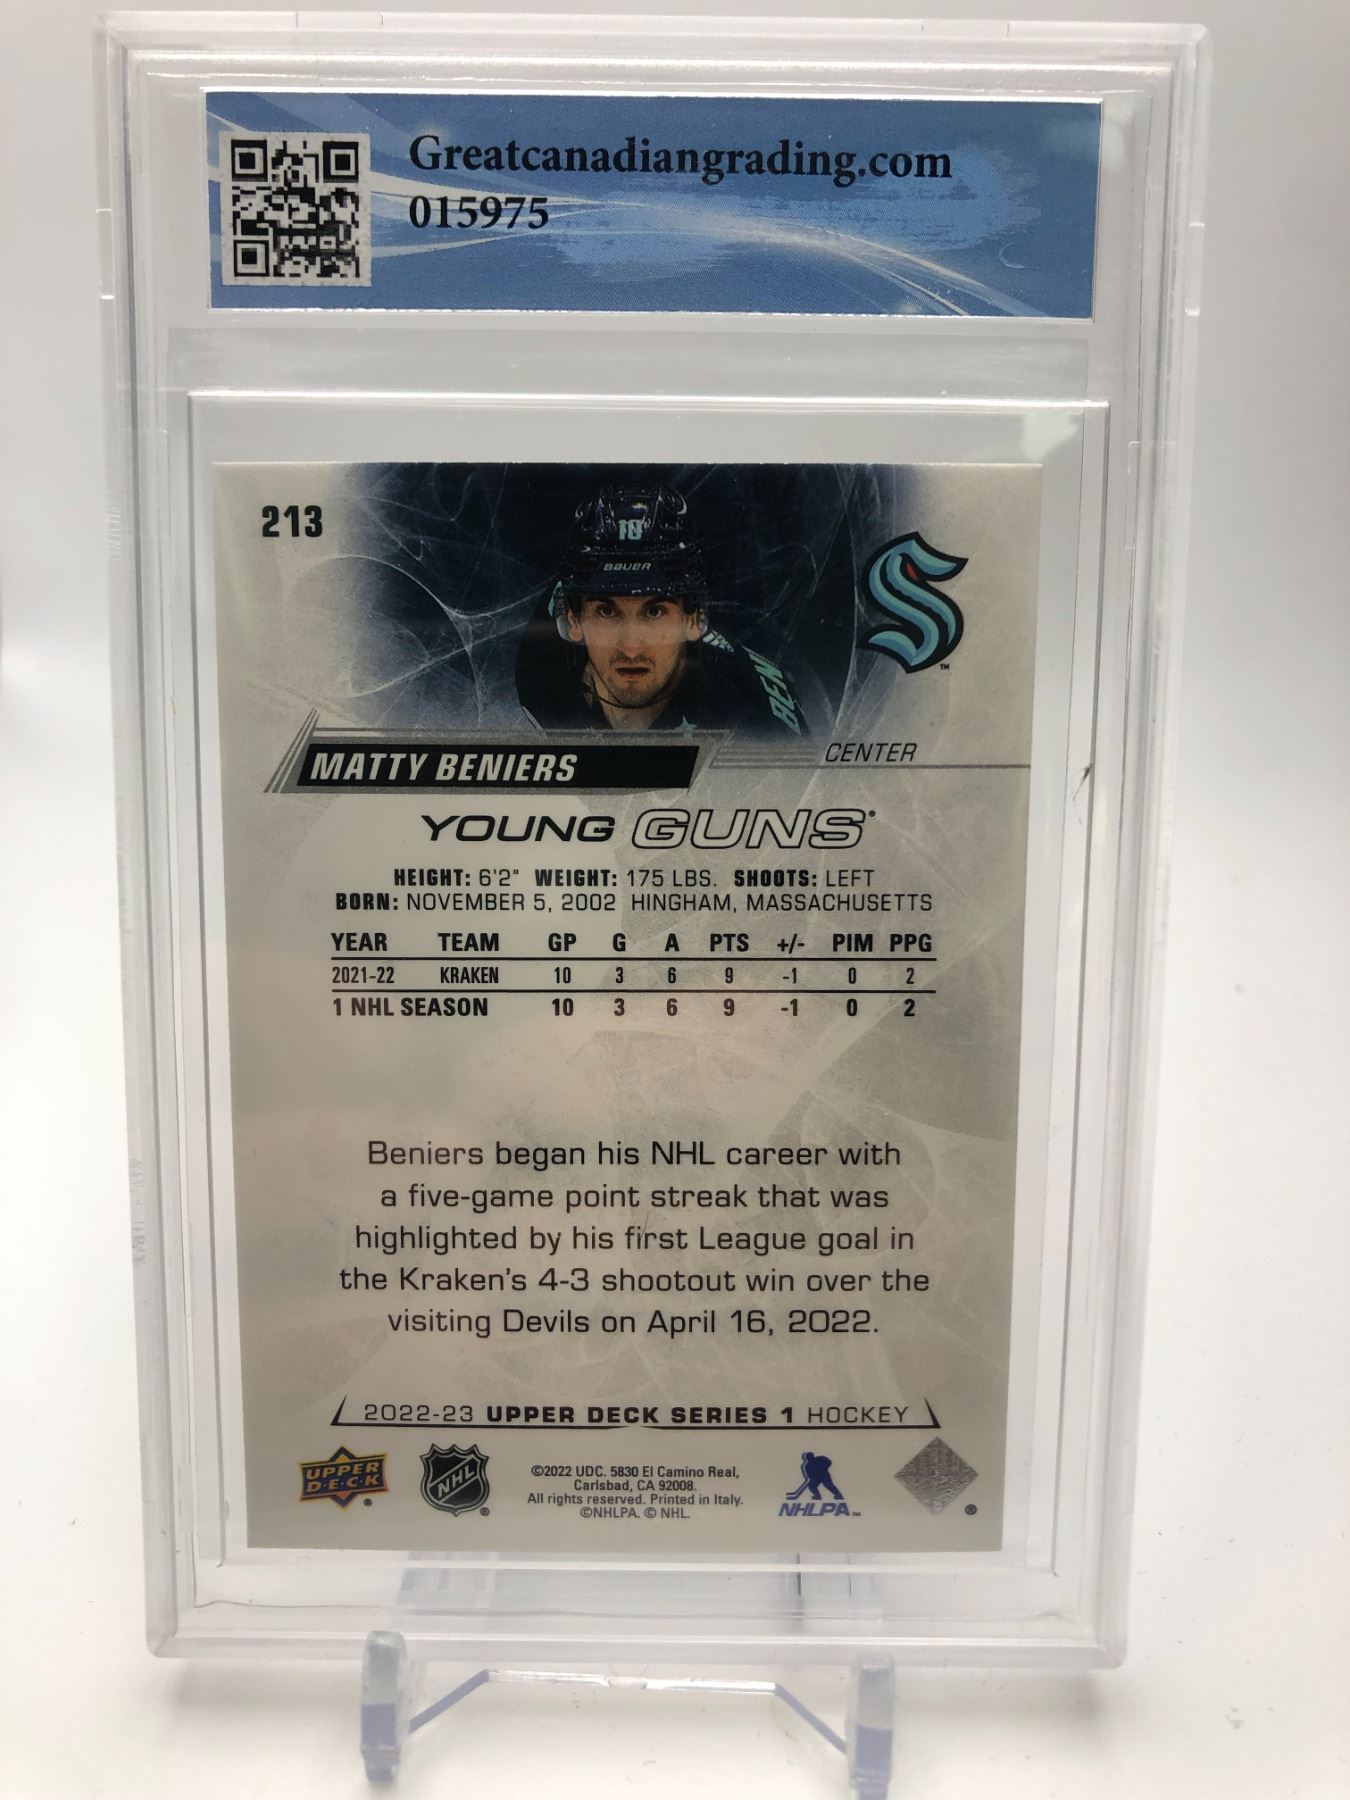 Greatcanadiangrading.com
015975
213
10
BAUER
BEN
TM
MATTY BENIERS
CENTER
YOUNG GUNS®
HEIGHT: 6'2" WEIGHT: 175 LBS. SHOOTS: LEFT
BORN: NOVEMBER 5, 2002 HINGHAM, MASSACHUSETTS
YEAR TEAM GP G A PTS +/- PIM PPG
2021-22 KRAKEN 10 3 6 9 -1 0 2
1 NHL SEASON 10 3 6 9 -1 0 2
Beniers began his NHL career with
a five-game point streak that was
highlighted by his first League goal in
the Kraken's 4-3 shootout win over the
visiting Devils on April 16, 2022.
2022-23 UPPER DECK SERIES 1 HOCKEY
UPPER D·E·C·K ®
NHL ®
©2022 UDC. 5830 El Camino Real,
Carlsbad, CA 92008.
All rights reserved. Printed in Italy.
©NHLPA. © NHL.
NHLPA™
®